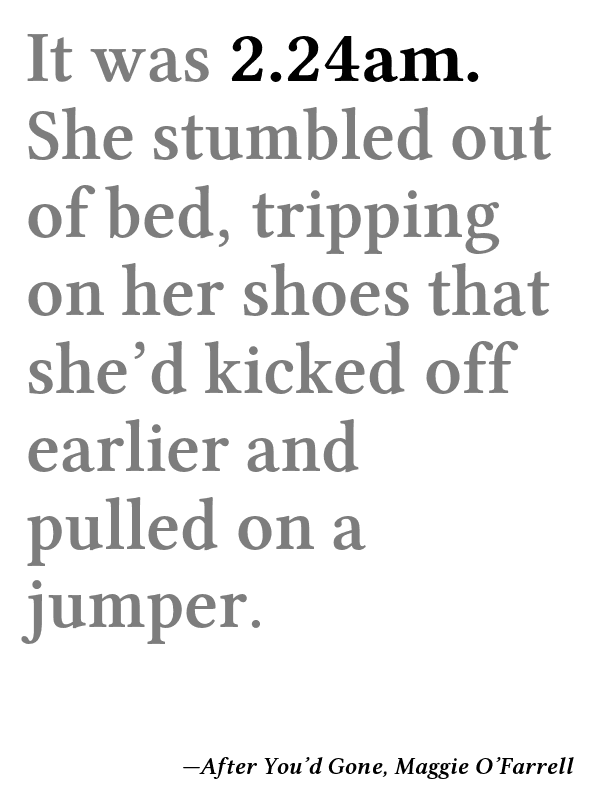 It was 2.24am.
She stumbled out
of bed, tripping
on her shoes that
she’d kicked off
earlier and
pulled on a
jumper.
—After You’d Gone, Maggie O’Farrell